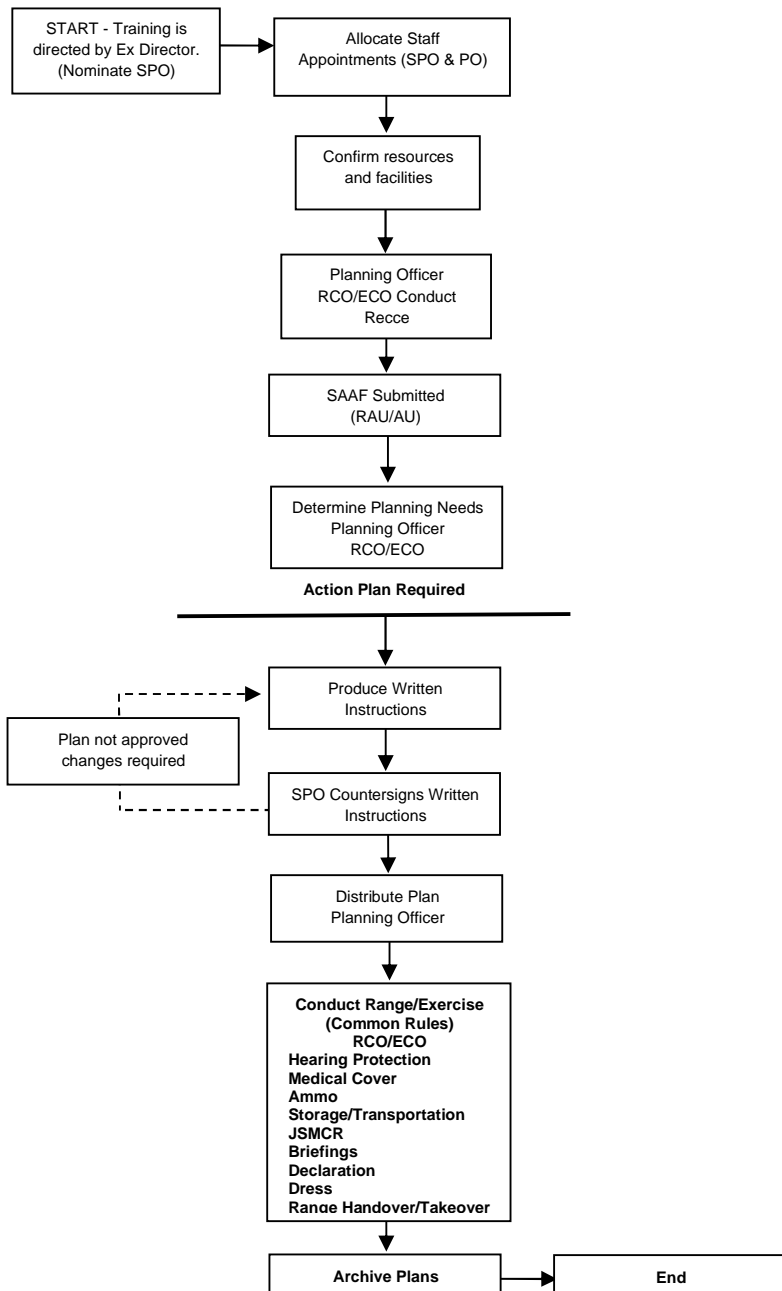 START - Training is
directed by Ex Director.
(Nominate SPO)
Allocate Staff
Appointments (SPO & PO)
Confirm resources
and facilities
Planning Officer
RCO/ECO Conduct
Recce
SAAF Submitted
(RAU/AU)
Determine Planning Needs
Planning Officer
RCO/ECO
Action Plan Required
Produce Written
Instructions
Plan not approved
changes required
SPO Countersigns Written
Instructions
Distribute Plan
Planning Officer
Conduct Range/Exercise
(Common Rules)
RCO/ECO
Hearing Protection
Medical Cover
Ammo
Storage/Transportation
JSMCR
Briefings
Declaration
Dress
Range Handover/Takeover
Archive Plans
End